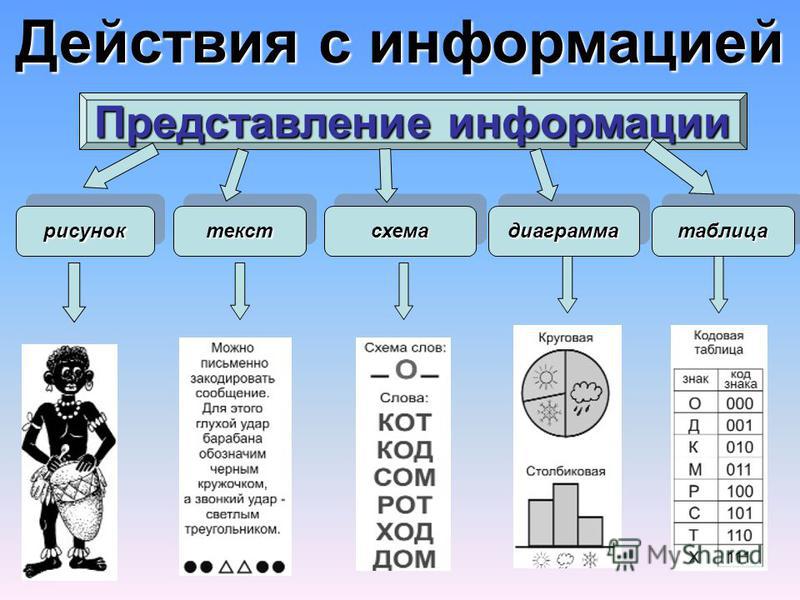 Действия с информацией
Представление информации
рисунок
текст
схема
диаграмма
таблица
Можно
письменно
закодировать
сообщение.
Для этого
глухой удар
барабана
обозначим
черным
кружочком,
а звонкий удар -
светлым
треугольником.
Схема слов:
– О –
Слова:
КОТ
КОД
СОМ
РОТ
ХОД
ДОМ
Круговая
Столбиковая
Кодовая
таблица
знак код знака
О 000
Д 001
К 010
М 011
Р 100
С 101
Т 110
Х 111
MyShared